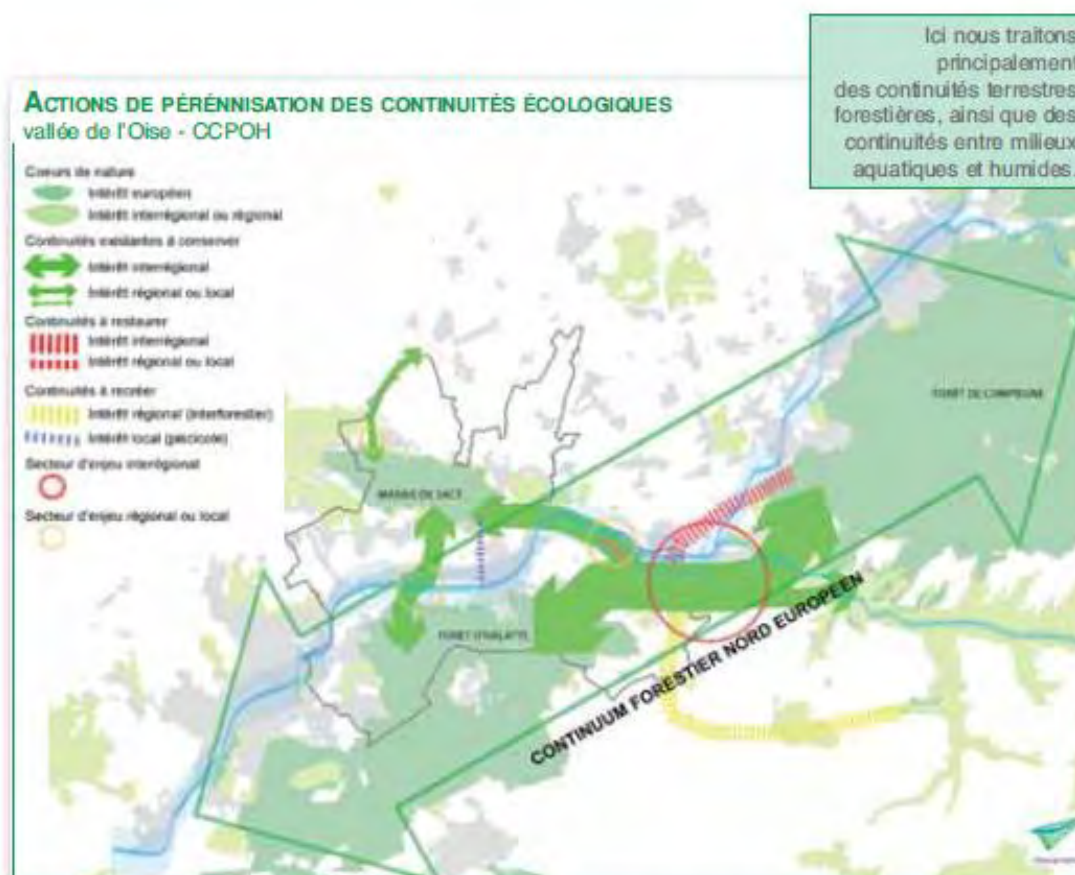 Ici nous traitons
principalement
des continuités terrestres
forestières, ainsi que des
continuités entre milieux
aquatiques et humides.
ACTIONS DE PÉRÉNNISATION DES CONTINUITÉS ÉCOLOGIQUES
vallée de l'Oise - CCPOH
Coeurs de nature
Intérêt européen
Intérêt interrégional ou régional
Continuités existantes à conserver
Intérêt interrégional
Intérêt régional ou local
Continuités à restaurer
Intérêt interrégional
Intérêt régional ou local
Continuités à recréer
Intérêt régional (interforestier)
Intérêt local (piscicole)
Secteur d'enjeu interrégional
Secteur d'enjeu régional ou local
FORÊT DE COMPIEGNE
MASSIF DE SACY
FORÊT D'HALATTE
CONTINUUM FORESTIER NORD EUROPEEN